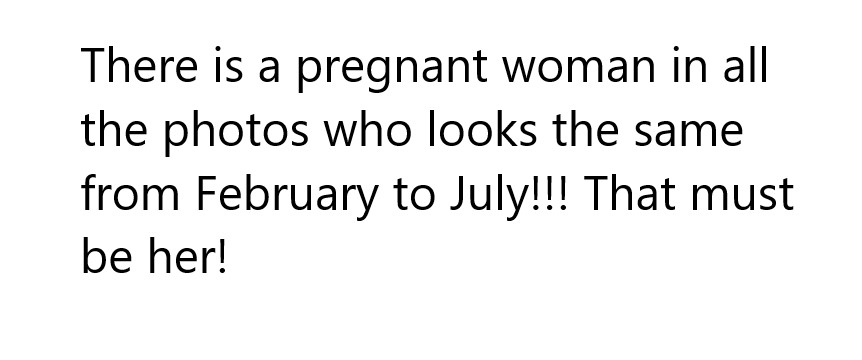 There is a pregnant woman in all
the photos who looks the same
from February to July!!! That must
be her!